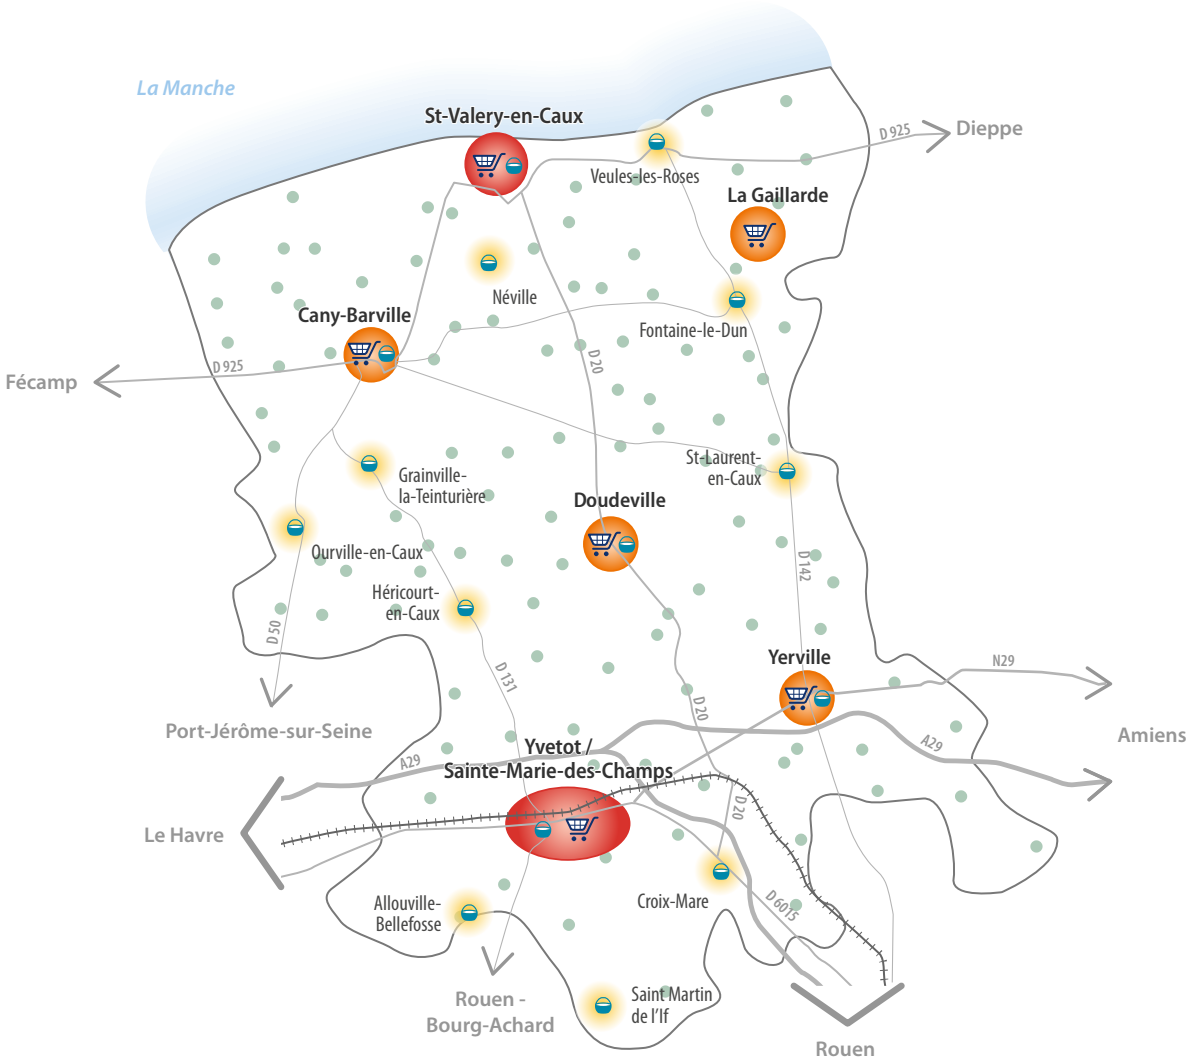 La Manche
St-Valery-en-Caux
D 925
Dieppe
Veules-les-Roses
La Gaillarde
Néville
Cany-Barville
Fontaine-le-Dun
D 925
D 20
Fécamp
St-Laurent-
en-Caux
Grainville-
la-Teinturière
Doudeville
Ourville-en-Caux
D 142
Héricourt-
en-Caux
D 50
Yerville
N29
D 131
D 20
Port-Jérôme-sur-Seine
Amiens
A29
Yvetot /
Sainte-Marie-des-Champs
A29
D 20
Le Havre
Allouville-
Bellefosse
Croix-Mare
D 6015
Rouen -
Bourg-Achard
Saint Martin
de l'If
Rouen